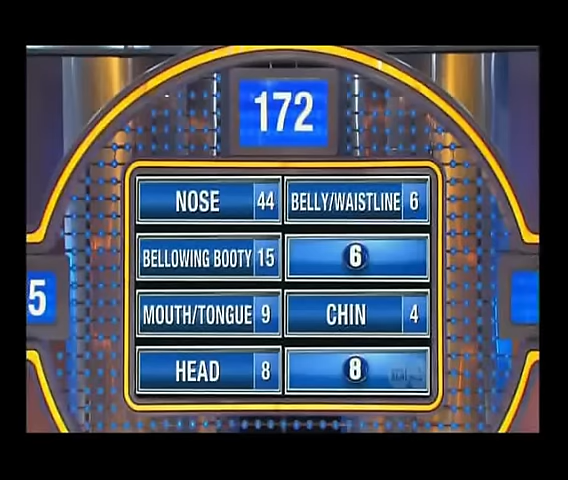 172
NOSE 44
BELLOWING BOOTY 15
MOUTH/TONGUE 9
HEAD 8
BELLY/WAISTLINE 6
6
CHIN 4
8
5